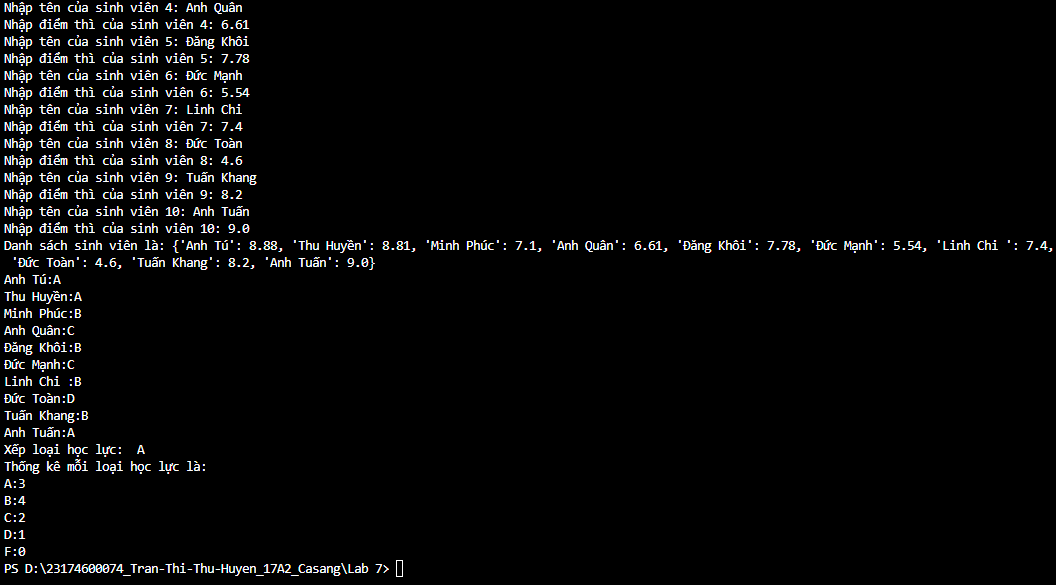 Nhập tên của sinh viên 4: Anh Quân
Nhập điểm thì của sinh viên 4: 6.61
Nhập tên của sinh viên 5: Đăng Khôi
Nhập điểm thì của sinh viên 5: 7.78
Nhập tên của sinh viên 6: Đức Mạnh
Nhập điểm thì của sinh viên 6: 5.54
Nhập tên của sinh viên 7: Linh Chi
Nhập điểm thì của sinh viên 7: 7.4
Nhập tên của sinh viên 8: Đức Toàn
Nhập điểm thì của sinh viên 8: 4.6
Nhập tên của sinh viên 9: Tuấn Khang
Nhập điểm thì của sinh viên 9: 8.2
Nhập tên của sinh viên 10: Anh Tuấn
Nhập điểm thì của sinh viên 10: 9.0
Danh sách sinh viên là: {'Anh Tú': 8.88, 'Thu Huyền': 8.81, 'Minh Phúc': 7.1, 'Anh Quân': 6.61, 'Đăng Khôi': 7.78, 'Đức Mạnh': 5.54, 'Linh Chi ': 7.4,
'Đức Toàn': 4.6, 'Tuấn Khang': 8.2, 'Anh Tuấn': 9.0}
Anh Tú:A
Thu Huyền:A
Minh Phúc:B
Anh Quân:C
Đăng Khôi:B
Đức Mạnh:C
Linh Chi :B
Đức Toàn:D
Tuấn Khang:B
Anh Tuấn:A
Xếp loại học lực:  A
Thống kê mỗi loại học lực là:
A:3
B:4
C:2
D:1
F:0
PS D:\23174600074_Tran-Thi-Thu-Huyen_17A2_Casang\Lab 7>